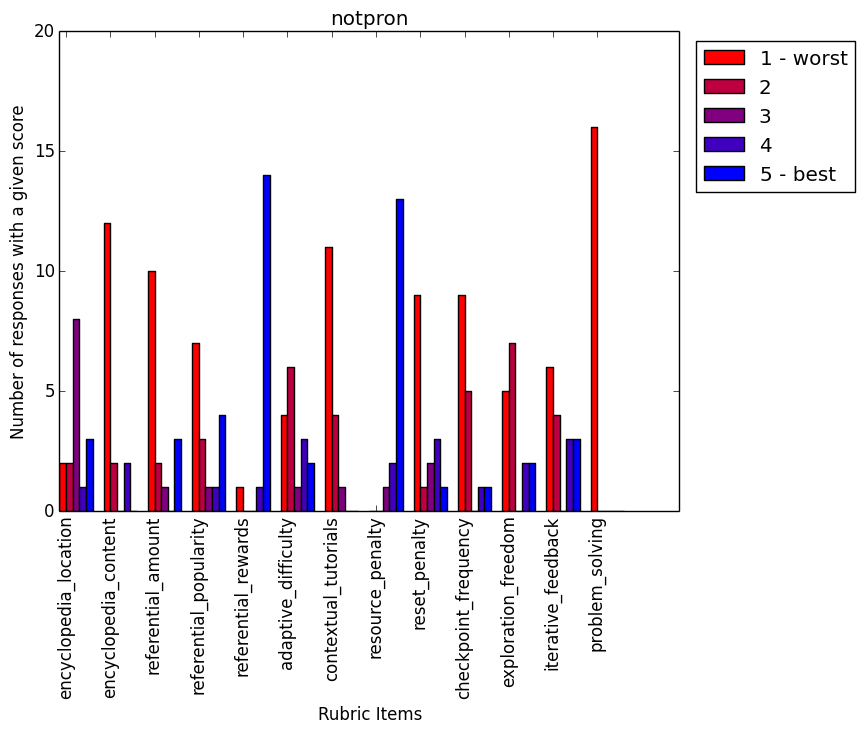 notpron
20
15
10
5
0
Number of responses with a given score
encyclopedia_location
encyclopedia_content
referential_amount
referential_popularity
referential_rewards
adaptive_difficulty
contextual_tutorials
resource_penalty
reset_penalty
checkpoint_frequency
exploration_freedom
iterative_feedback
problem_solving
Rubric Items
1 - worst
2
3
4
5 - best